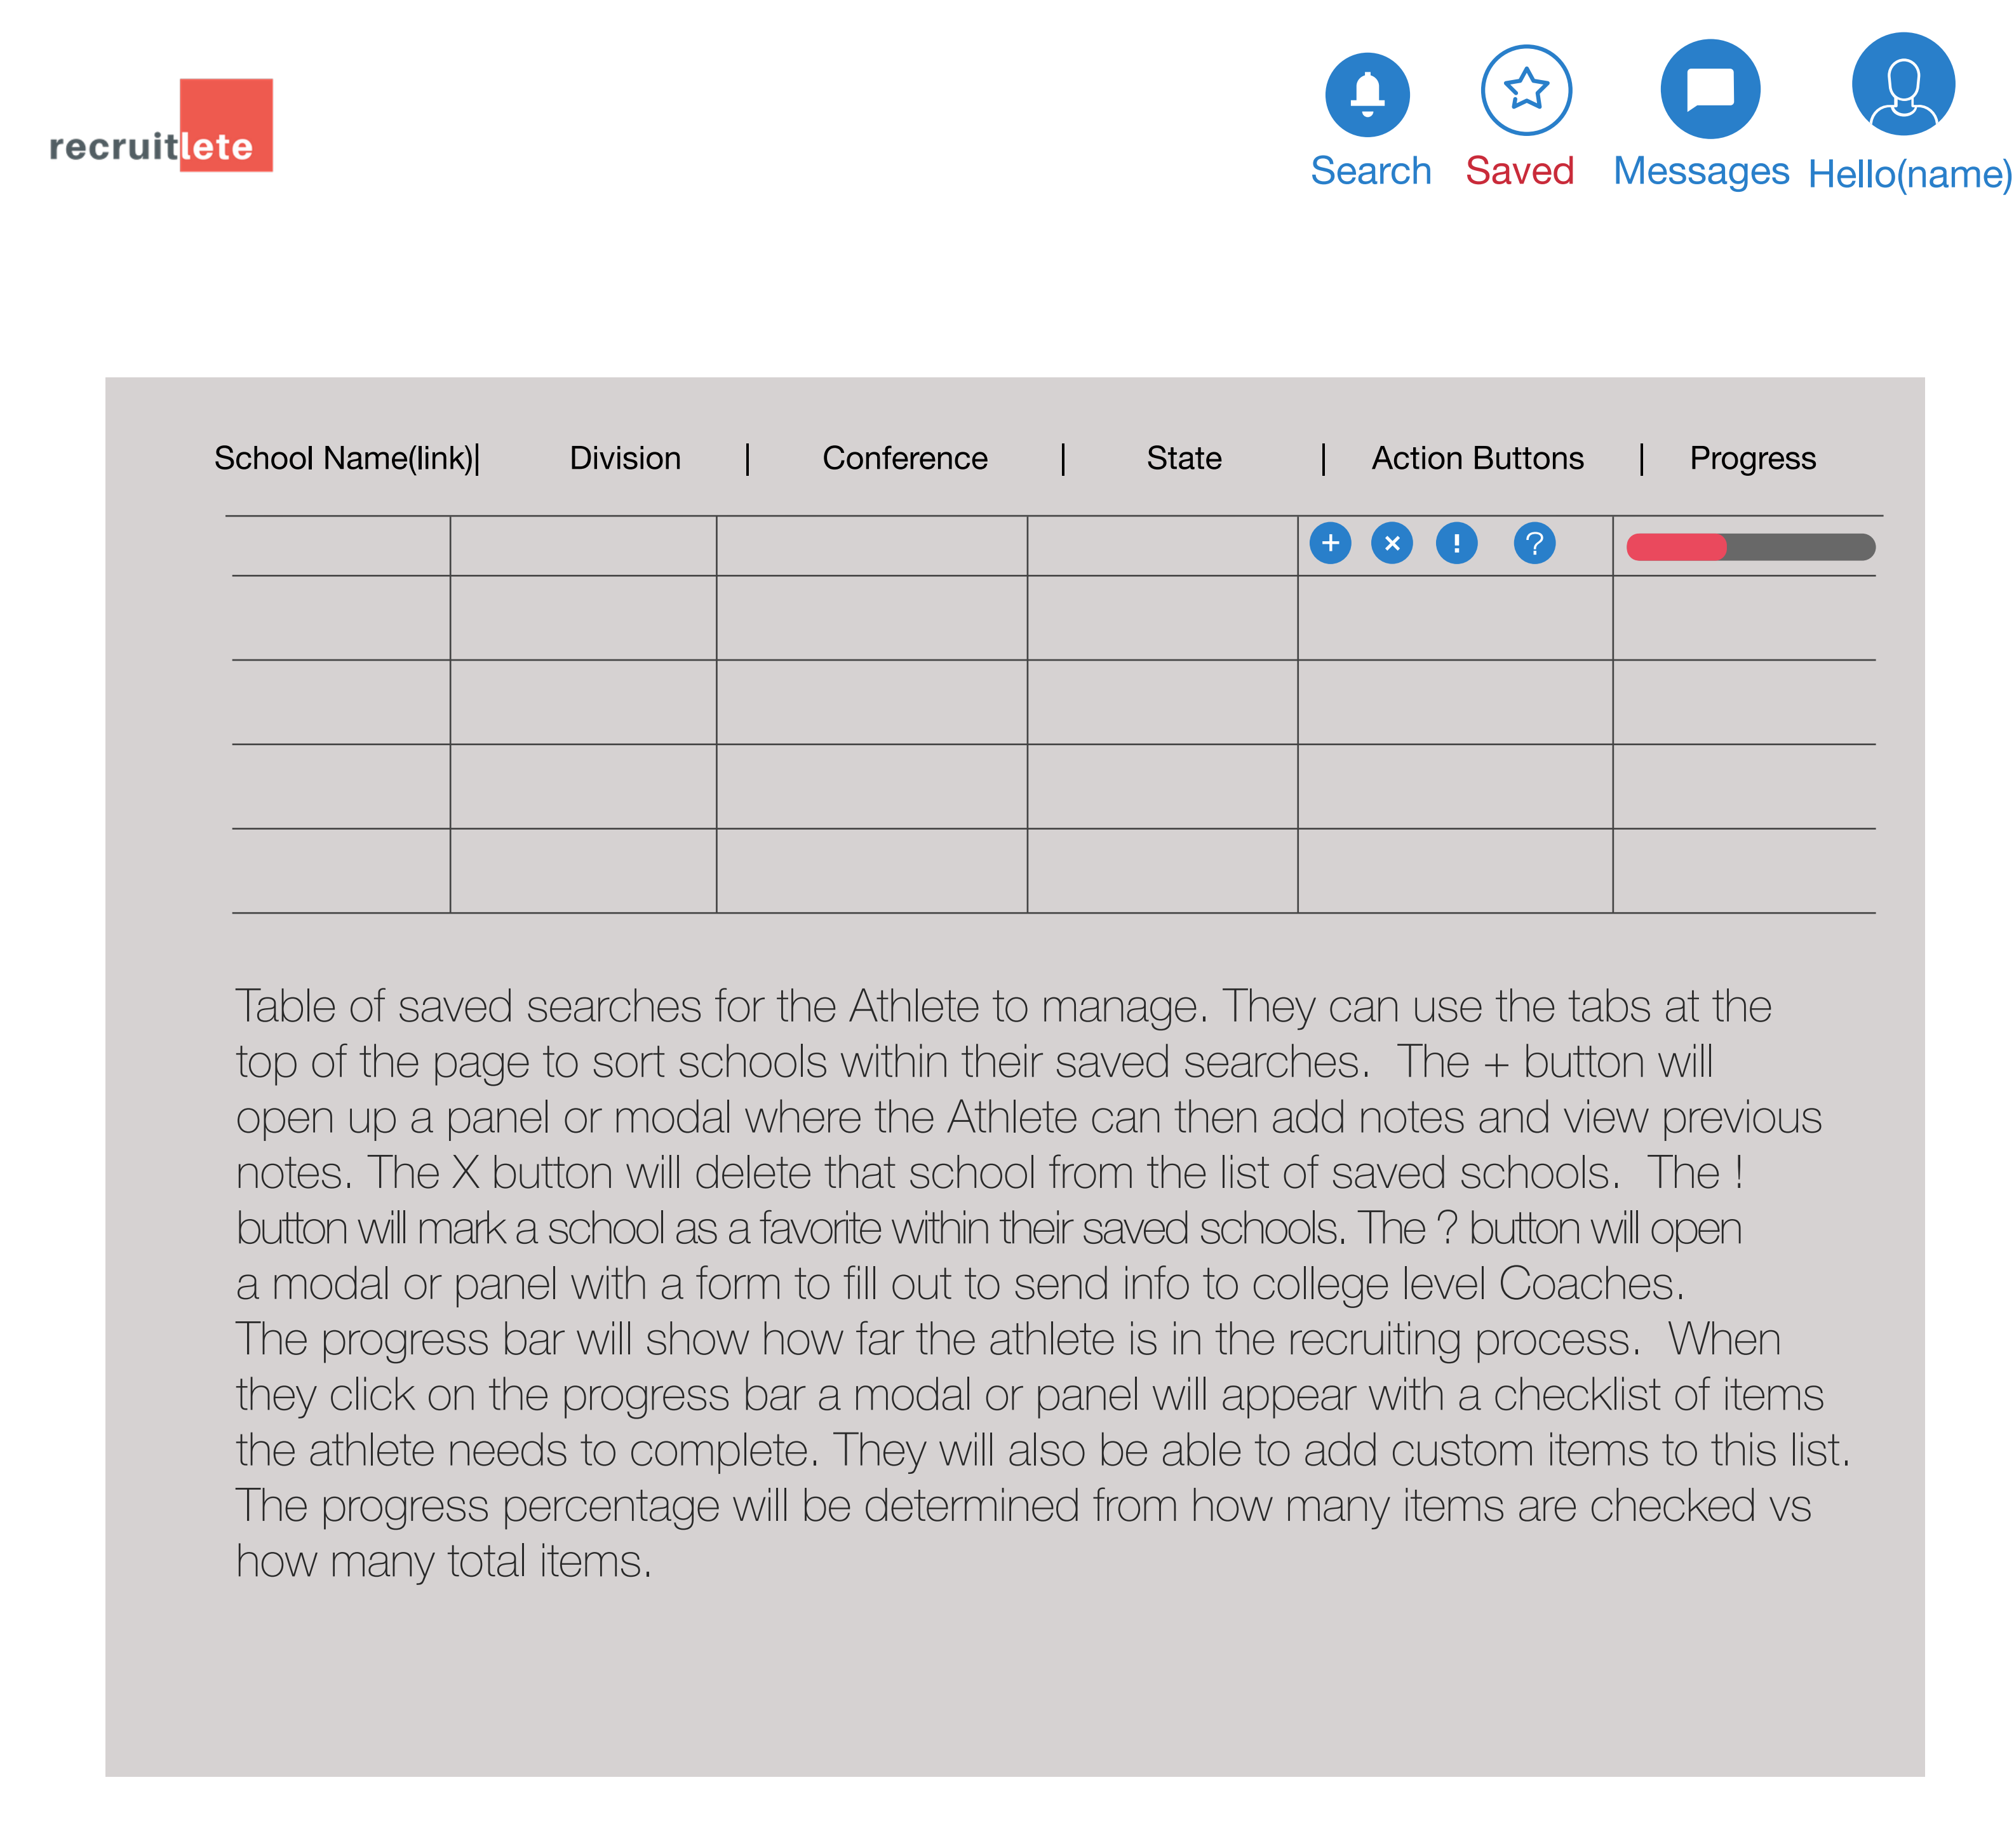 recruitlete
Search Saved Messages Hello(name)
School Name(link)| Division | Conference | State | Action Buttons | Progress
+ × ! ?
Table of saved searches for the Athlete to manage. They can use the tabs at the
top of the page to sort schools within their saved searches.  The + button will
open up a panel or modal where the Athlete can then add notes and view previous
notes. The X button will delete that school from the list of saved schools.  The !
button will mark a school as a favorite within their saved schools. The ? button will open
a modal or panel with a form to fill out to send info to college level Coaches.
The progress bar will show how far the athlete is in the recruiting process.  When
they click on the progress bar a modal or panel will appear with a checklist of items
the athlete needs to complete. They will also be able to add custom items to this list.
The progress percentage will be determined from how many items are checked vs
how many total items.